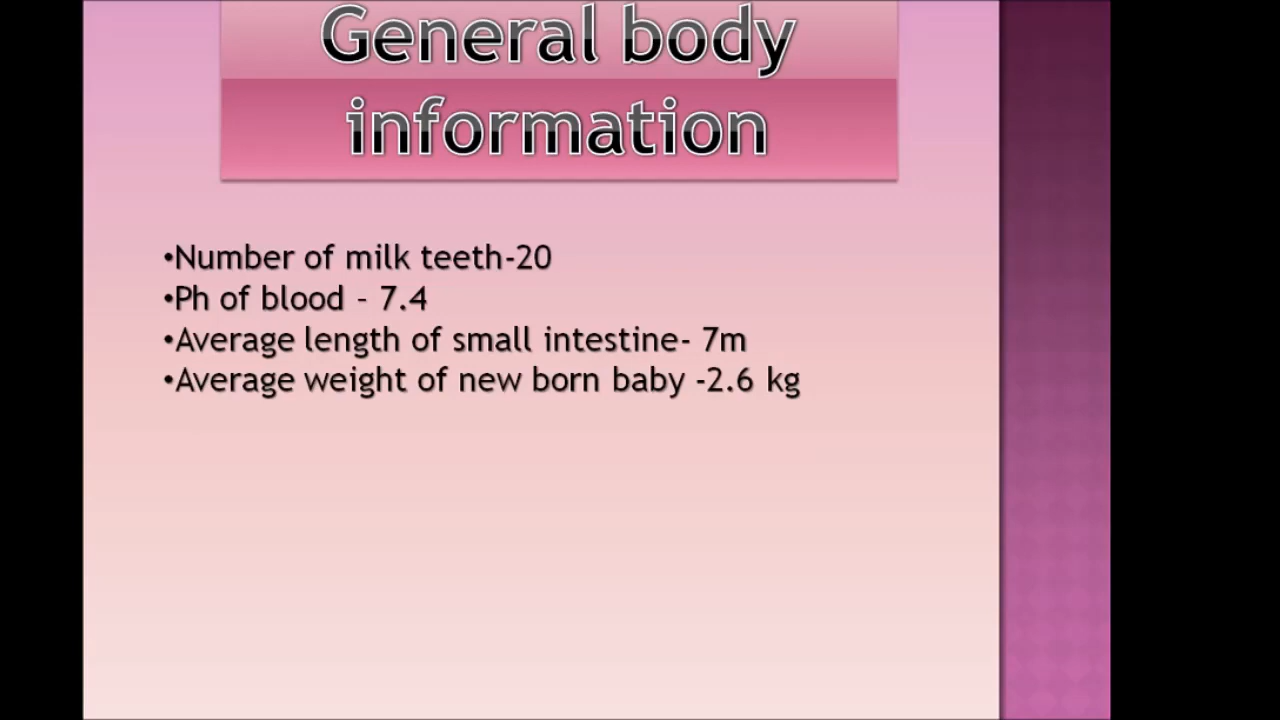 General body
information
•Number of milk teeth-20
•Ph of blood – 7.4
•Average length of small intestine- 7m
•Average weight of new born baby -2.6 kg